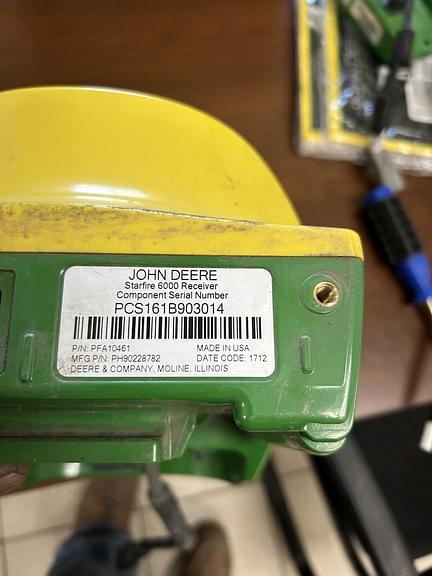 JOHN DEERE
Starfire 6000 Receiver
Component Serial Number
PCS161B903014
P/N: PFA10461 MADE IN USA
MFG P/N: PH90228782 DATE CODE: 1712
DEERE & COMPANY, MOLINE, ILLINOIS